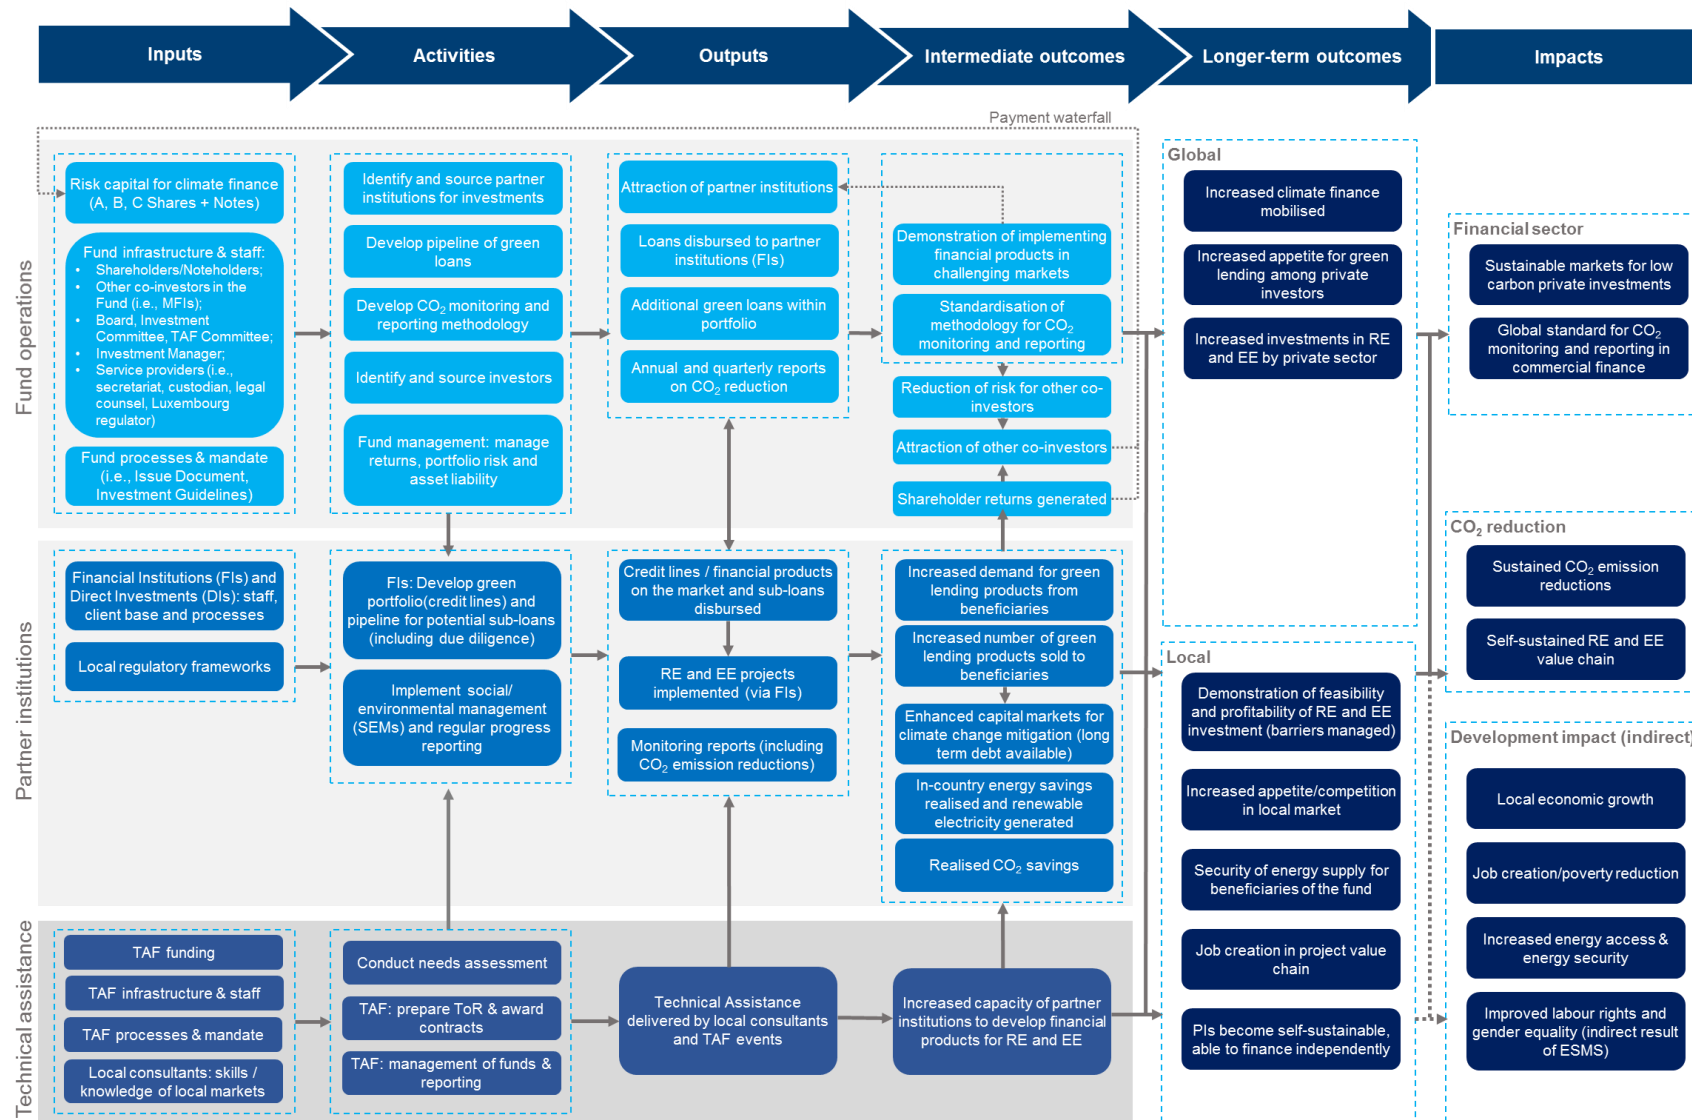 Inputs
Activities
Outputs
Intermediate outcomes
Longer-term outcomes
Impacts
Payment waterfall
Fund operations
Risk capital for climate finance
(A, B, C Shares + Notes)
Fund infrastructure & staff:
• Shareholders/Noteholders;
• Other co-investors in
the Fund (i.e., MFIs);
• Board, Investment
Committee, TAF Committee;
• Investment Manager;
• Service providers (i.e.,
secretariat, custodian, legal
counsel, Luxembourg
regulator)
Fund processes & mandate
(i.e., Issue Document,
Investment Guidelines)
Identify and source partner
institutions for investments
Develop pipeline of green
loans
Develop CO₂ monitoring and
reporting methodology
Identify and source investors
Fund management: manage
returns, portfolio risk and
asset liability
Attraction of partner institutions
Loans disbursed to partner
institutions (FIs)
Additional green loans within
portfolio
Annual and quarterly reports
on CO₂ reduction
Demonstration of implementing
financial products in
challenging markets
Standardisation of
methodology for CO₂
monitoring and reporting
Reduction of risk for other co-
investors
Attraction of other co-investors
Shareholder returns generated
Global
Increased climate finance
mobilised
Increased appetite for green
lending among private
investors
Increased investments in RE
and EE by private sector
Financial sector
Sustainable markets for low
carbon private investments
Global standard for CO₂
monitoring and reporting in
commercial finance
Partner institutions
Financial Institutions (FIs) and
Direct Investments (DIs): staff,
client base and processes
Local regulatory frameworks
FIs: Develop green
portfolio(credit lines) and
pipeline for potential sub-loans
(including due diligence)
Implement social/
environmental management
(SEMs) and regular progress
reporting
Credit lines / financial products
on the market and sub-loans
disbursed
RE and EE projects
implemented (via FIs)
Monitoring reports (including
CO₂ emission reductions)
Increased demand for green
lending products from
beneficiaries
Increased number of green
lending products sold to
beneficiaries
Enhanced capital markets for
climate change mitigation (long
term debt available)
In-country energy savings
realised and renewable
electricity generated
Realised CO₂ savings
Local
Demonstration of feasibility
and profitability of RE and EE
investment (barriers managed)
Increased appetite/competition
in local market
Security of energy supply for
beneficiaries of the fund
Job creation in project value
chain
PIs become self-sustainable,
able to finance independently
CO₂ reduction
Sustained CO₂ emission
reductions
Self-sustained RE and EE
value chain
Development impact (indirect)
Local economic growth
Job creation/poverty reduction
Increased energy access &
energy security
Improved labour rights and
gender equality (indirect result
of ESMS)
Technical assistance
TAF funding
TAF infrastructure & staff
TAF processes & mandate
Local consultants: skills /
knowledge of local markets
Conduct needs assessment
TAF: prepare ToR & award
contracts
TAF: management of funds &
reporting
Technical Assistance
delivered by local consultants
and TAF events
Increased capacity of partner
institutions to develop financial
products for RE and EE